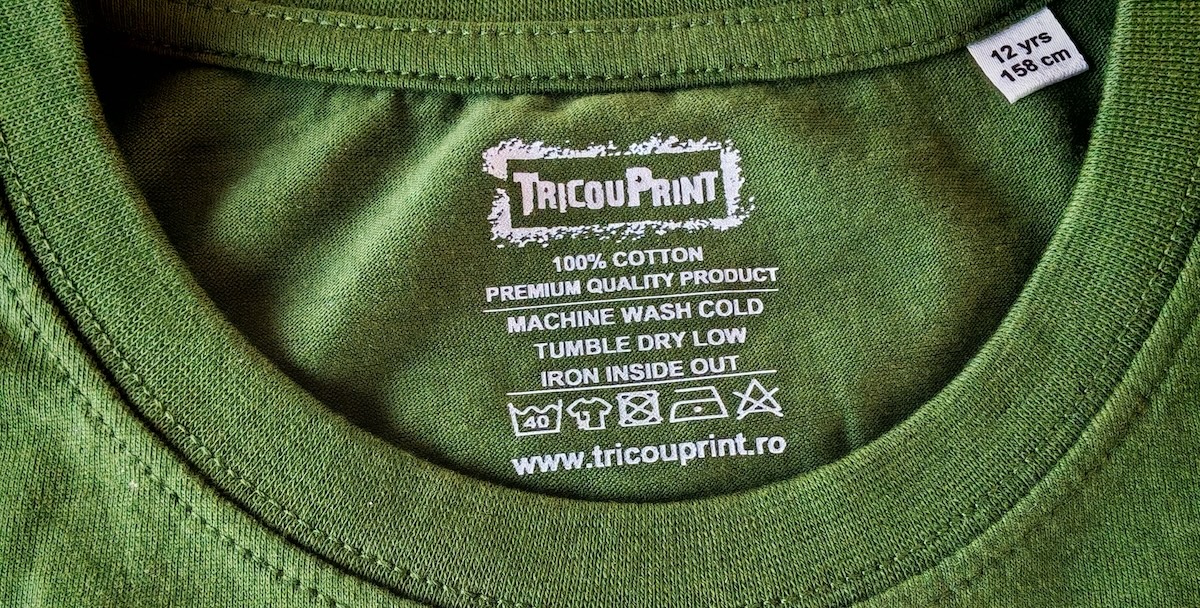 12 yrs
158 cm
TRICOUPRINT
100% COTTON
PREMIUM QUALITY PRODUCT
MACHINE WASH COLD
TUMBLE DRY LOW
IRON INSIDE OUT
40
www.tricouprint.ro